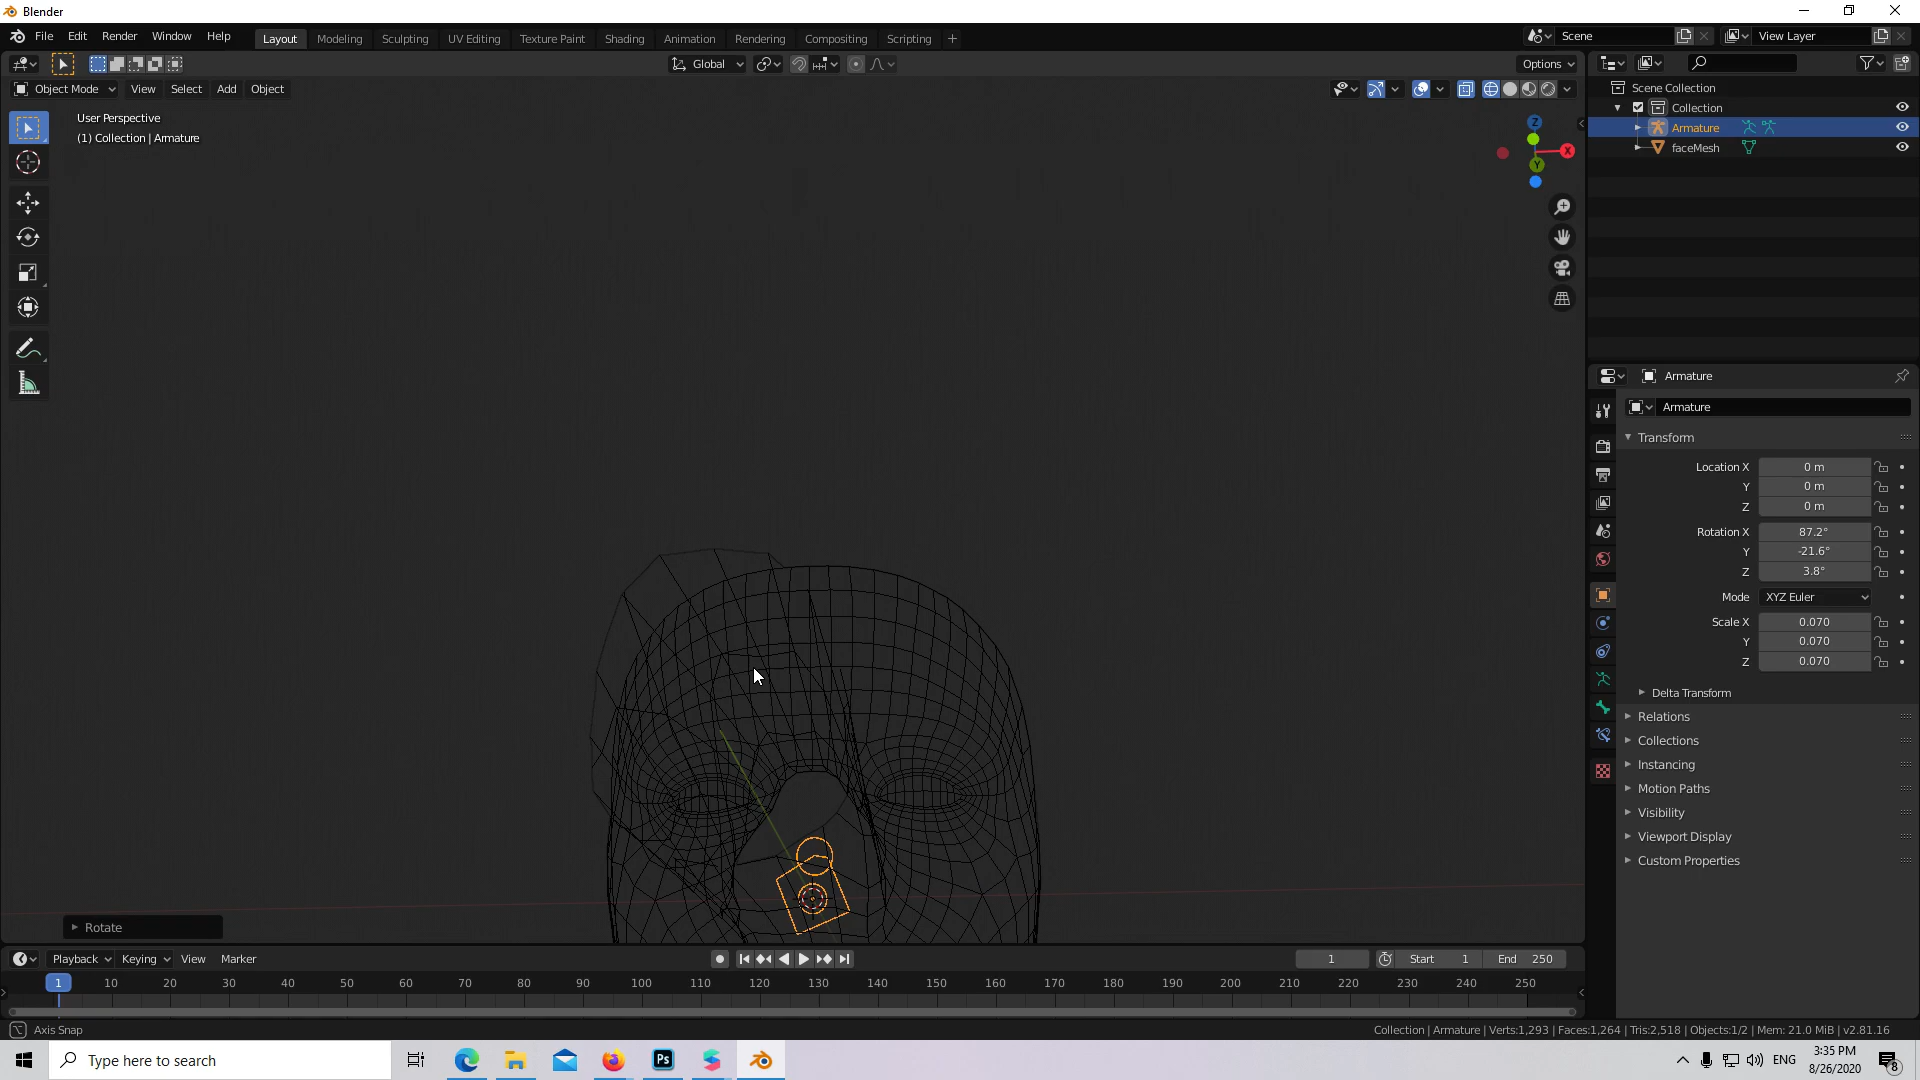 Blender
File Edit Render Window Help
Layout Modeling Sculpting UV Editing Texture Paint Shading Animation Rendering Compositing Scripting
Scene
View Layer
Global
Options
Object Mode View Select Add Object
User Perspective
(1) Collection | Armature
Z
X
Y
Scene Collection
Collection
Armature
faceMesh
Armature
Armature
Transform
Location X 0 m
Y 0 m
Z 0 m
Rotation X 87.2°
Y -21.6°
Z 3.8°
Mode XYZ Euler
Scale X 0.070
Y 0.070
Z 0.070
Delta Transform
Relations
Collections
Instancing
Motion Paths
Visibility
Viewport Display
Custom Properties
Rotate
Playback Keying View Marker
1
Start 1
End 250
1 10 20 30 40 50 60 70 80 90 100 110 120 130 140 150 160 170 180 190 200 210 220 230 240 250
Axis Snap
Collection | Armature | Verts:1,293 | Faces:1,264 | Tris:2,518 | Objects:1/2 | Mem: 21.0 MiB | v2.81.16
Type here to search
Ps
ENG
3:35 PM
8/26/2020
8